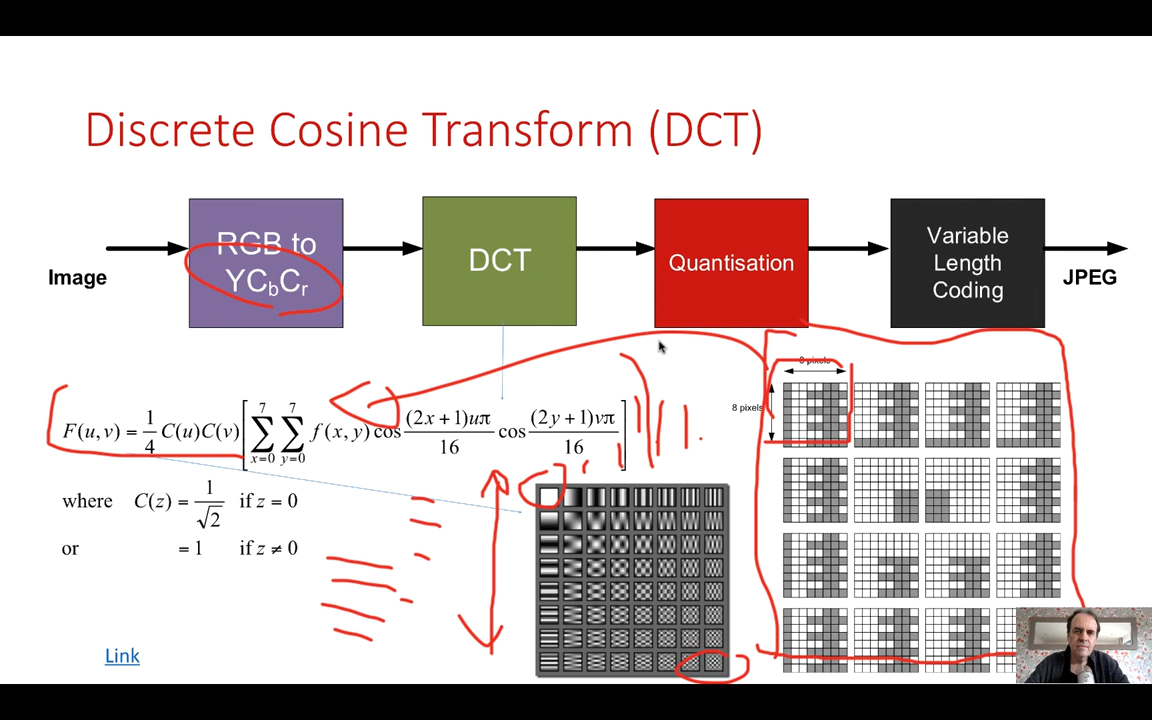 Discrete Cosine Transform (DCT)
Image
RGB to
YCbCr
DCT
Quantisation
Variable
Length
Coding
JPEG
8 pixels
8 pixels
F(u,v) = 1/4 C(u)C(v) [ ∑ x=0 7 ∑ y=0 7 f(x,y) cos (2x+1)uπ/16 cos (2y+1)vπ/16 ]
where C(z) = 1/√2 if z = 0
or = 1 if z ≠ 0
Link